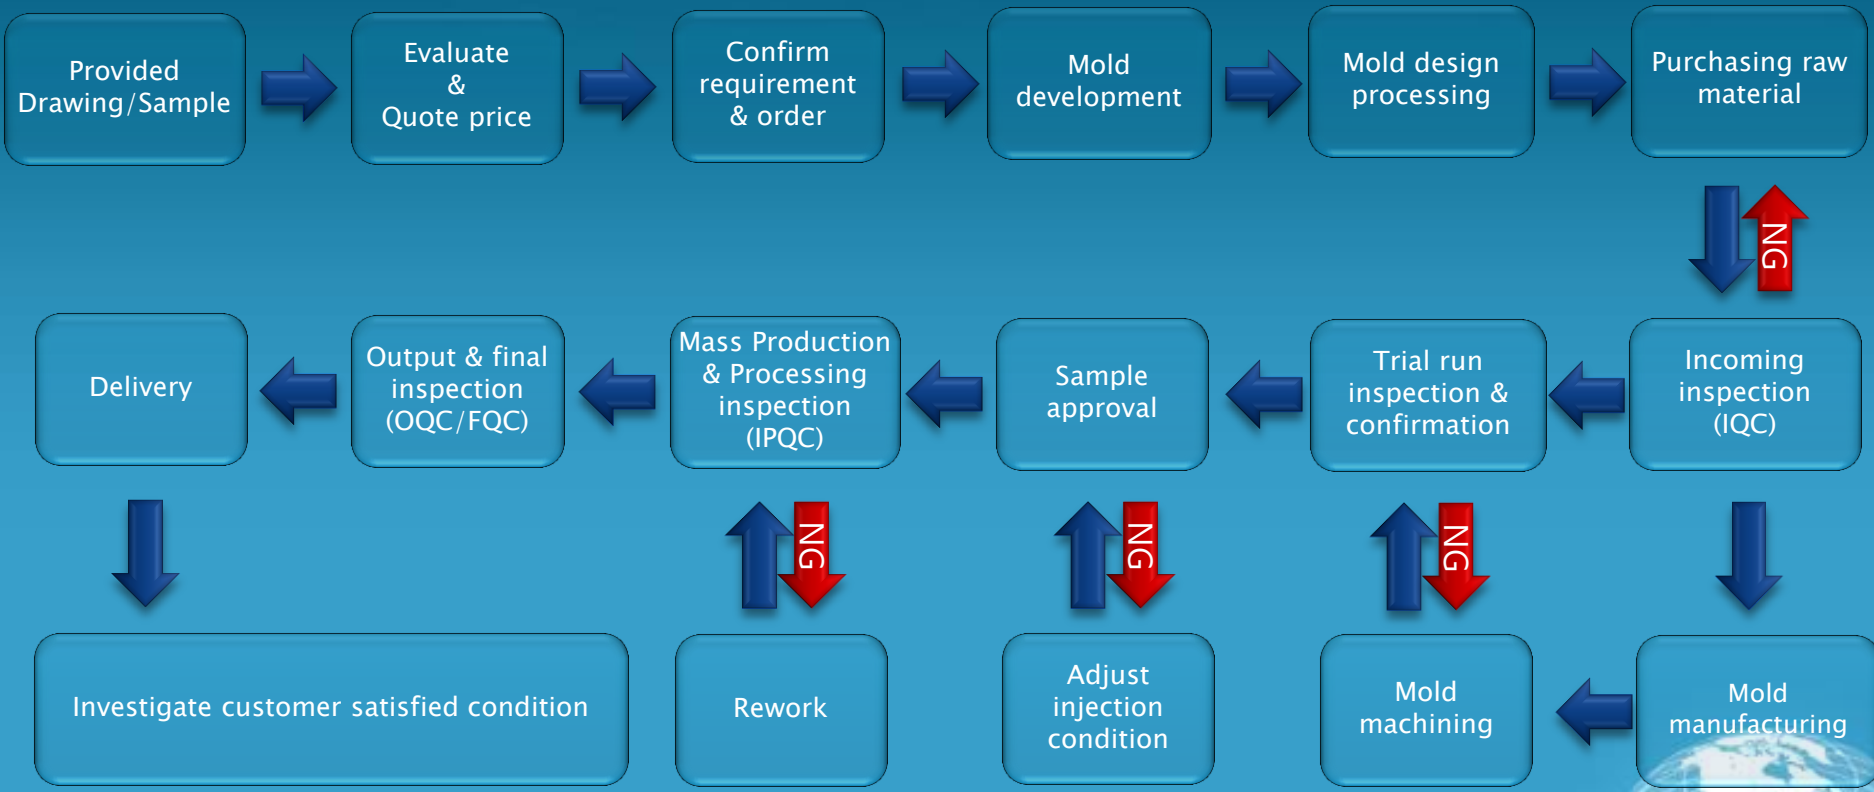 Provided
Drawing/Sample
Evaluate
&
Quote price
Confirm
requirement
& order
Mold
development
Mold design
processing
Purchasing raw
material
NG
Delivery
Output & final
inspection
(OQC/FQC)
Mass Production
& Processing
inspection
(IPQC)
Sample
approval
Trial run
inspection &
confirmation
Incoming
inspection
(IQC)
NG
NG
NG
Investigate customer satisfied condition
Rework
Adjust
injection
condition
Mold
machining
Mold
manufacturing